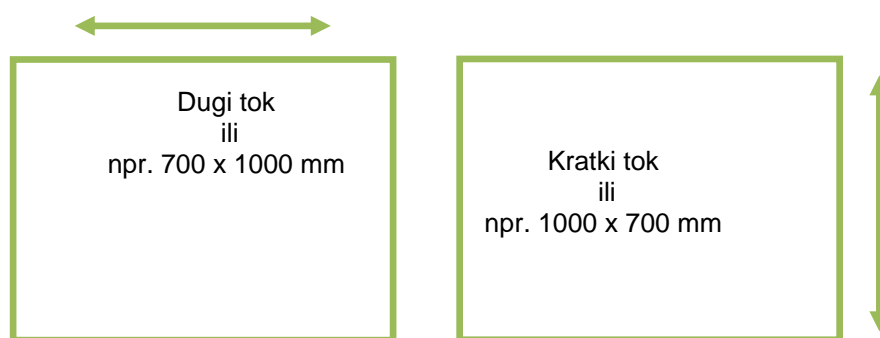 Dugi tok
ili
npr. 700 x 1000 mm
Kratki tok
ili
npr. 1000 x 700 mm